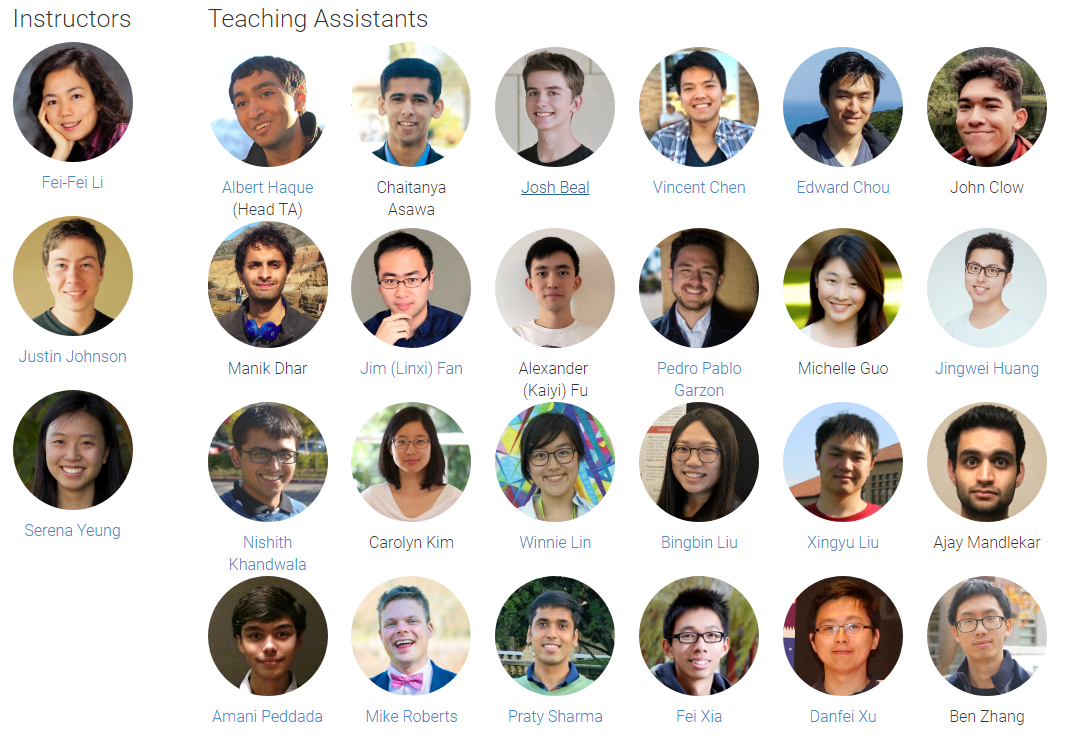 Instructors
Teaching Assistants
Fei-Fei Li
Justin Johnson
Serena Yeung
Albert Haque
(Head TA)
Chaitanya
Asawa
Josh Beal
Vincent Chen
Edward Chou
John Clow
Manik Dhar
Jim (Linxi) Fan
Alexander
(Kaiyi) Fu
Pedro Pablo
Garzon
Michelle Guo
Jingwei Huang
Nishith
Khandwala
Carolyn Kim
Winnie Lin
Bingbin Liu
Xingyu Liu
Ajay Mandlekar
Amani Peddada
Mike Roberts
Praty Sharma
Fei Xia
Danfei Xu
Ben Zhang